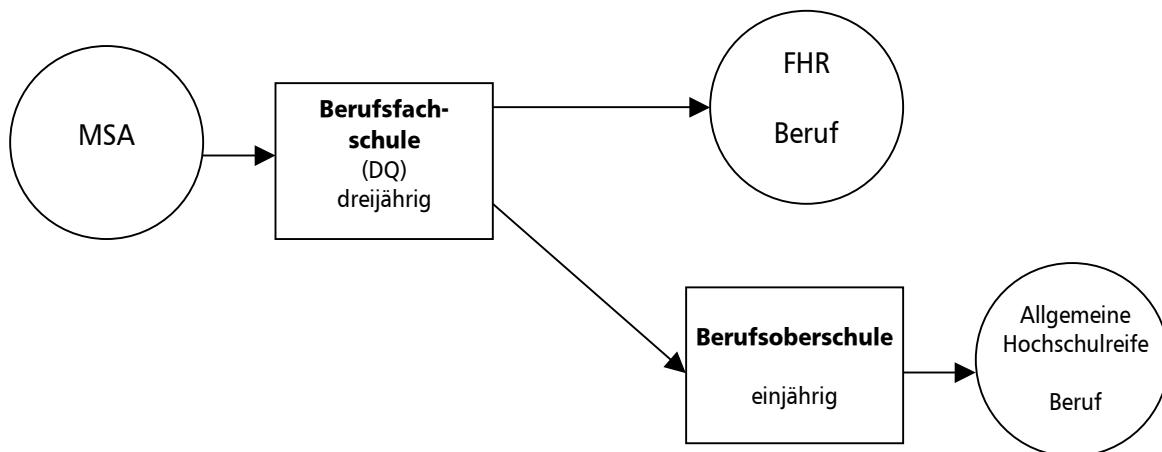 MSA
Berufsfach-
schule
(DQ)
dreijährig
FHR
Beruf
Berufsoberschule
einjährig
Allgemeine
Hochschulreife
Beruf